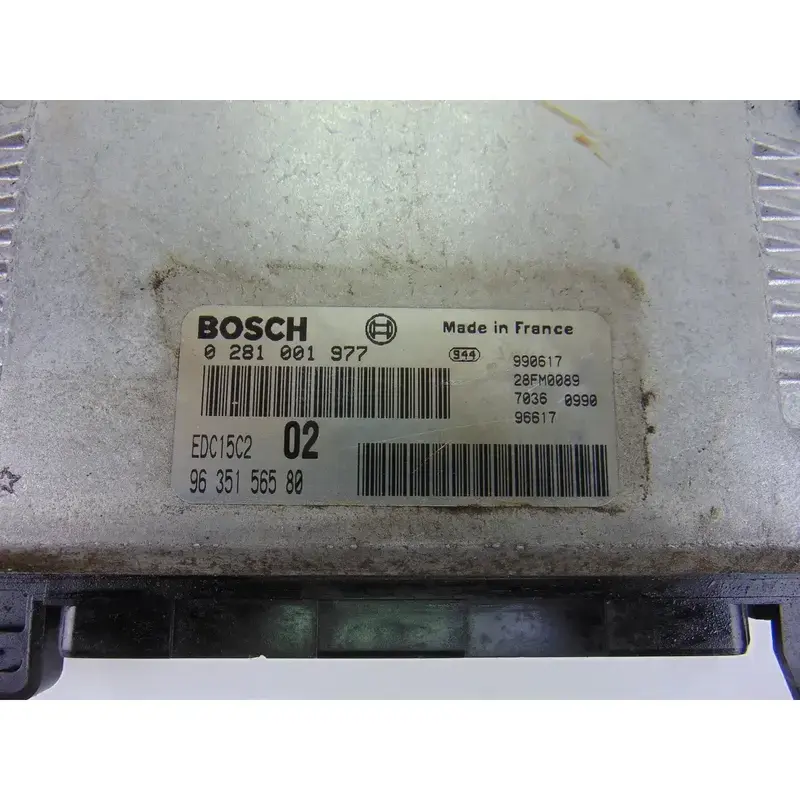 BOSCH Made in France
0 281 001 977 944 990617
28FM0089
7036 0990
96617
EDC15C2 02
96 351 565 80